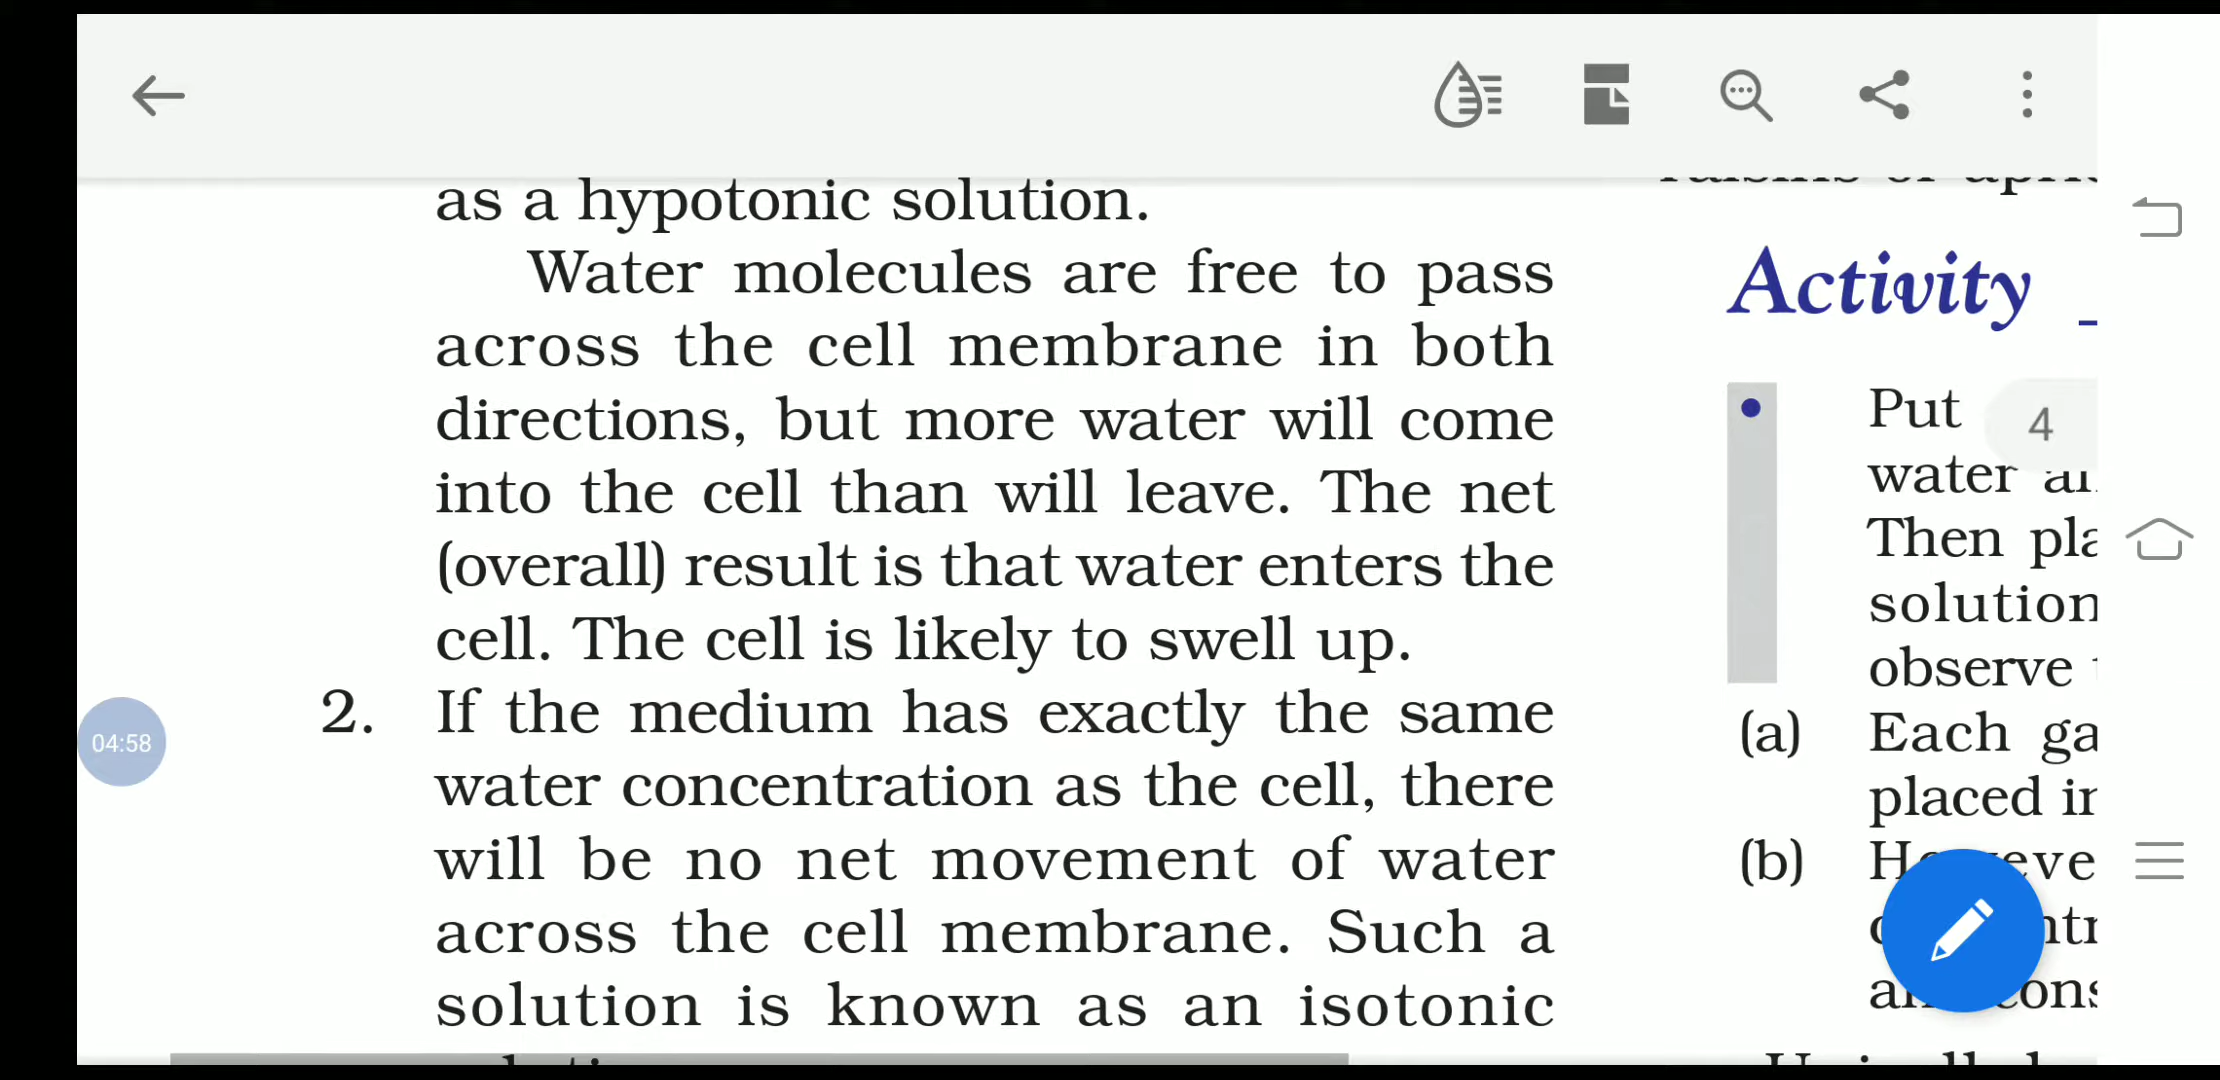 as a hypotonic solution.
Water molecules are free to pass
across the cell membrane in both
directions, but more water will come
into the cell than will leave. The net
(overall) result is that water enters the
cell. The cell is likely to swell up.
2. If the medium has exactly the same
water concentration as the cell, there
will be no net movement of water
across the cell membrane. Such a
solution is known as an isotonic
Activity
• Put
water
Then
solution
observe
(a) Each
placed
(b)
4
04:58